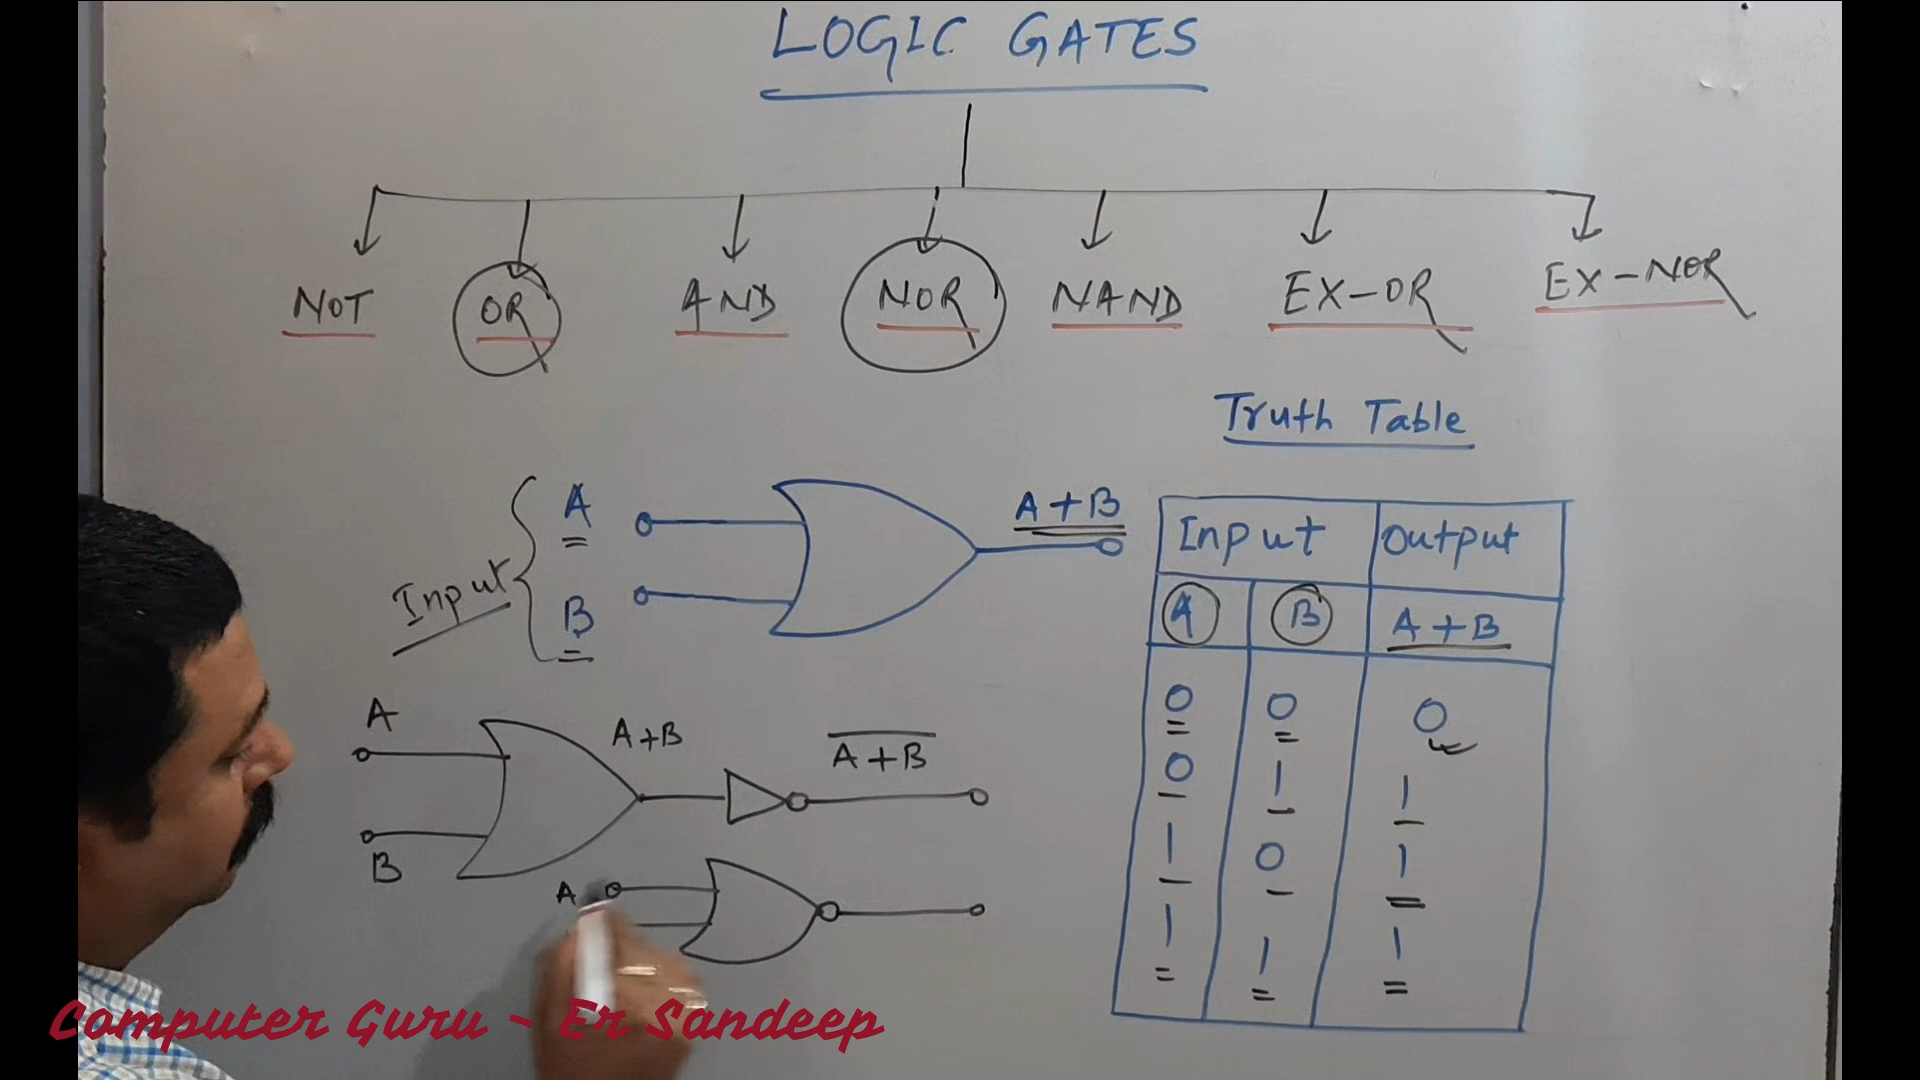 LOGIC GATES
NOT OR AND NOR NAND EX-OR EX-NOR
Truth Table
Input
A
B
A+B
Input Output
A B A+B
0 0 0
0 1 1
1 0 1
1 1 1
A
B
A+B
A̅+̅B̅
A
Computer Guru - Er Sandeep